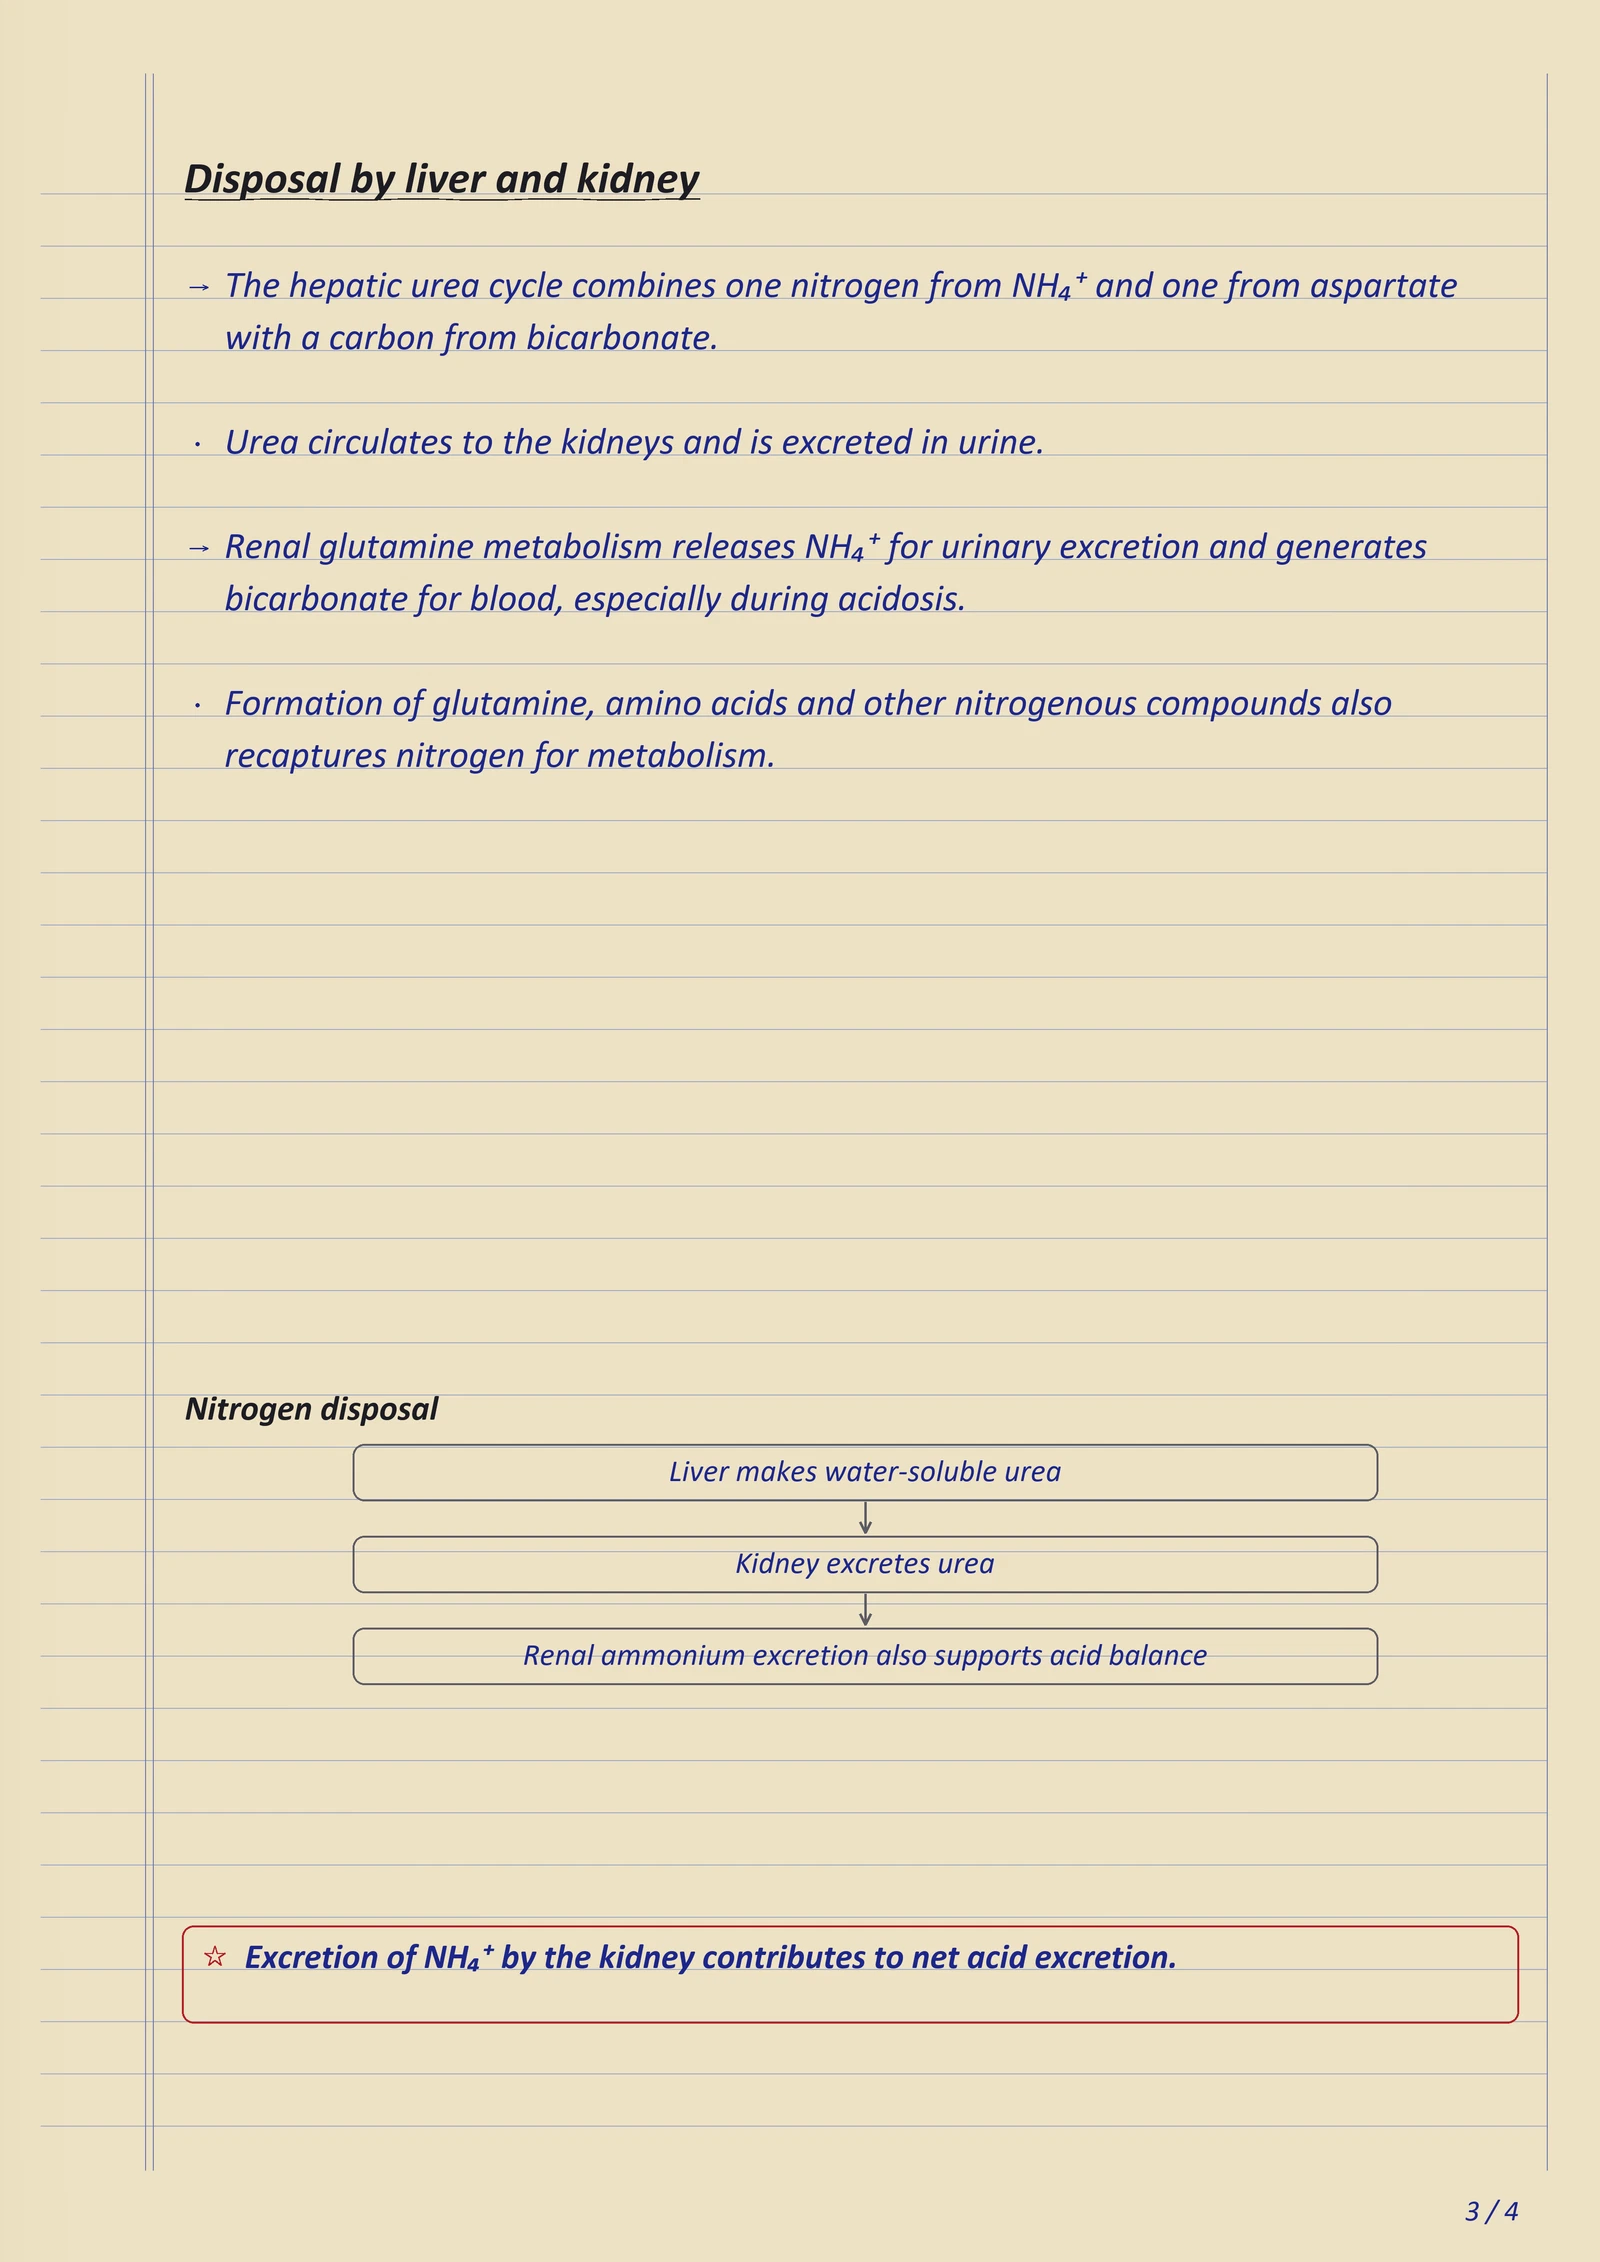 Disposal by liver and kidney
→ The hepatic urea cycle combines one nitrogen from NH₄⁺ and one from aspartate
with a carbon from bicarbonate.
· Urea circulates to the kidneys and is excreted in urine.
→ Renal glutamine metabolism releases NH₄⁺ for urinary excretion and generates
bicarbonate for blood, especially during acidosis.
· Formation of glutamine, amino acids and other nitrogenous compounds also
recaptures nitrogen for metabolism.
Nitrogen disposal
Liver makes water-soluble urea
Kidney excretes urea
Renal ammonium excretion also supports acid balance
☆ Excretion of NH₄⁺ by the kidney contributes to net acid excretion.
3 / 4